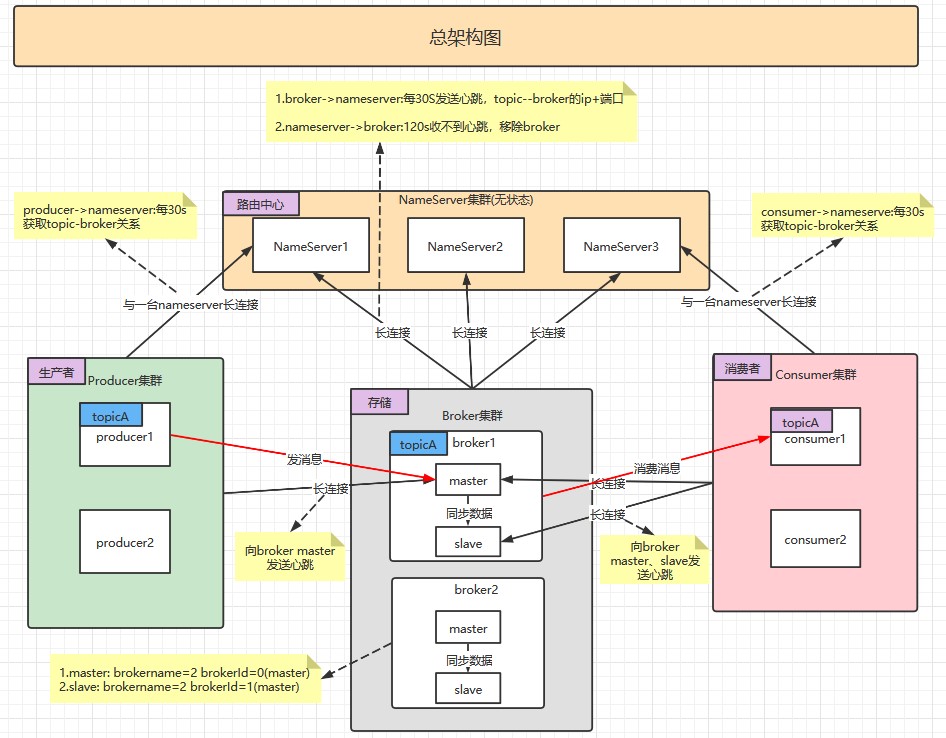 总架构图
1.broker->nameserver:每30S发送心跳，topic--broker的ip+端口
2.nameserver->broker:120s收不到心跳，移除broker
producer->nameserver:每30s
获取topic-broker关系
路由中心
NameServer集群(无状态)
NameServer1
NameServer2
NameServer3
consumer->nameserve:每30s
获取topic-broker关系
与一台nameserver长连接
长连接
长连接
长连接
与一台nameserver长连接
生产者
Producer集群
topicA
producer1
producer2
发消息
长连接
向broker master
发送心跳
存储
Broker集群
topicA
broker1
master
同步数据
slave
broker2
master
同步数据
slave
消费消息
长连接
长连接
向broker
master、slave发
送心跳
消费者
Consumer集群
topicA
consumer1
consumer2
1.master: brokername=2 brokerId=0(master)
2.slave: brokername=2 brokerId=1(master)